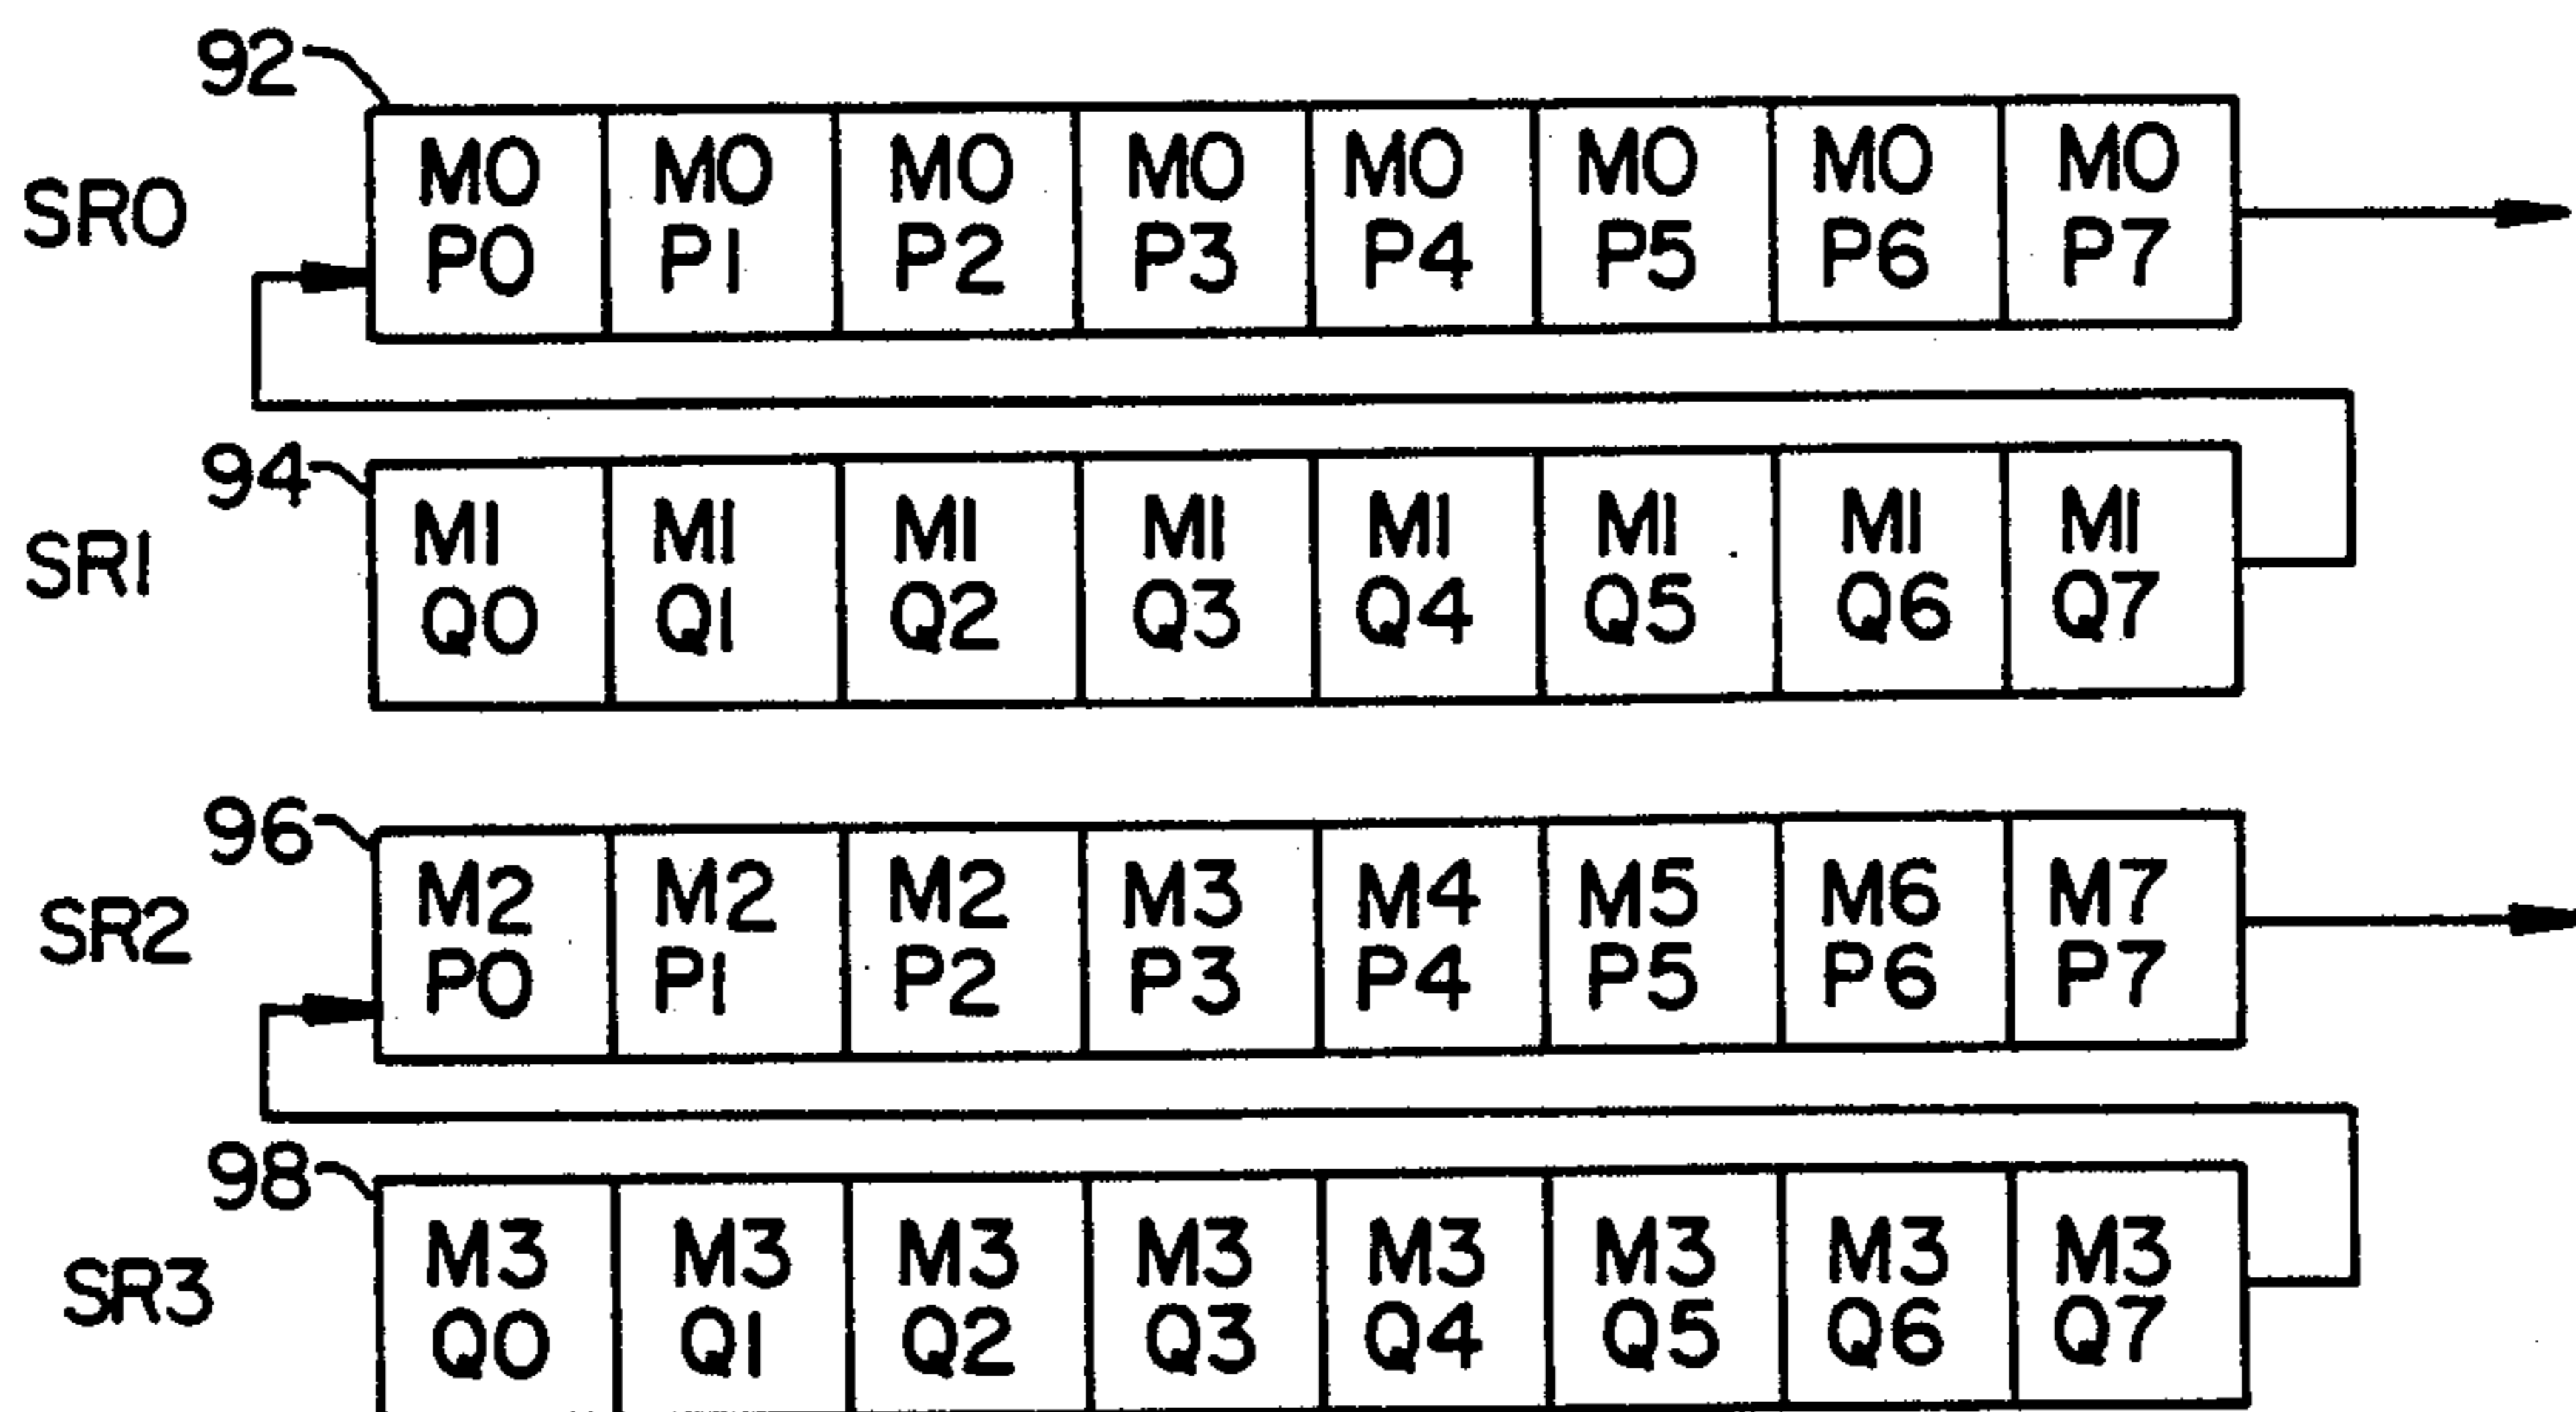 92
M0 M0 M0 M0 M0 M0 M0 M0
SR0
P0 P1 P2 P3 P4 P5 P6 P7
94
M1 M1 M1 M1 M1 M1 M1 M1
SR1
Q0 Q1 Q2 Q3 Q4 Q5 Q6 Q7
96
M2 M2 M2 M3 M4 M5 M6 M7
SR2
P0 P1 P2 P3 P4 P5 P6 P7
98
M3 M3 M3 M3 M3 M3 M3 M3
SR3
Q0 Q1 Q2 Q3 Q4 Q5 Q6 Q7